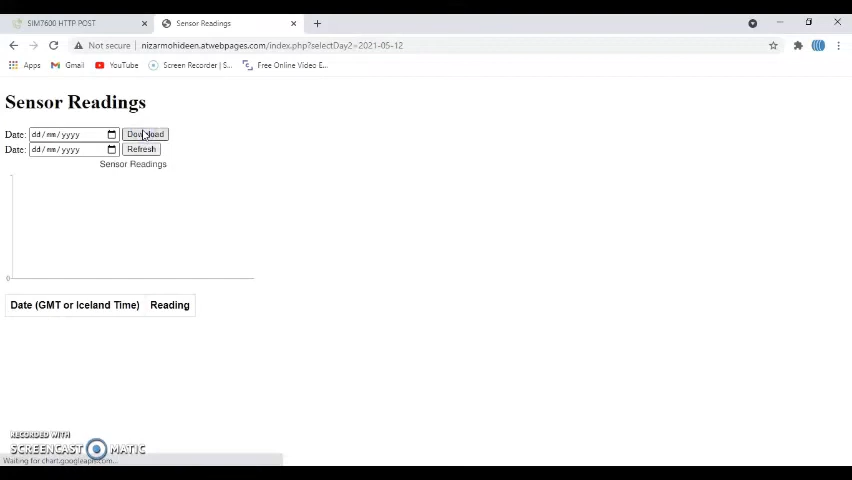 SIM7600 HTTP POST
Sensor Readings
Not secure | nizarmohideen.atwebpages.com/index.php?selectDay2=2021-05-12
Apps Gmail YouTube Screen Recorder | S... Free Online Video E...
Sensor Readings
Date: dd/mm/yyyy Download
Date: dd/mm/yyyy Refresh
Sensor Readings
0
Date (GMT or Iceland Time) Reading
RECORDED WITH
SCREENCAST MATIC
Waiting for chart.googleapis.com...